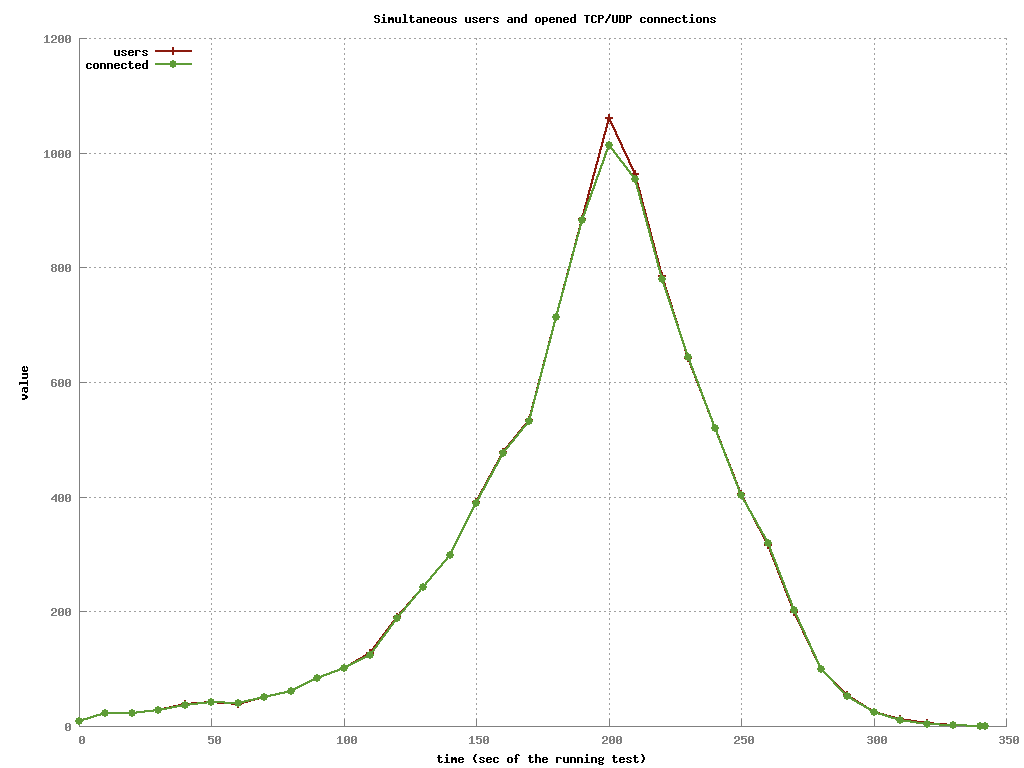 Simultaneous users and opened TCP/UDP connections
1200
users
connected
1000
800
value
600
400
200
0
0 50 100 150 200 250 300 350
time (sec of the running test)